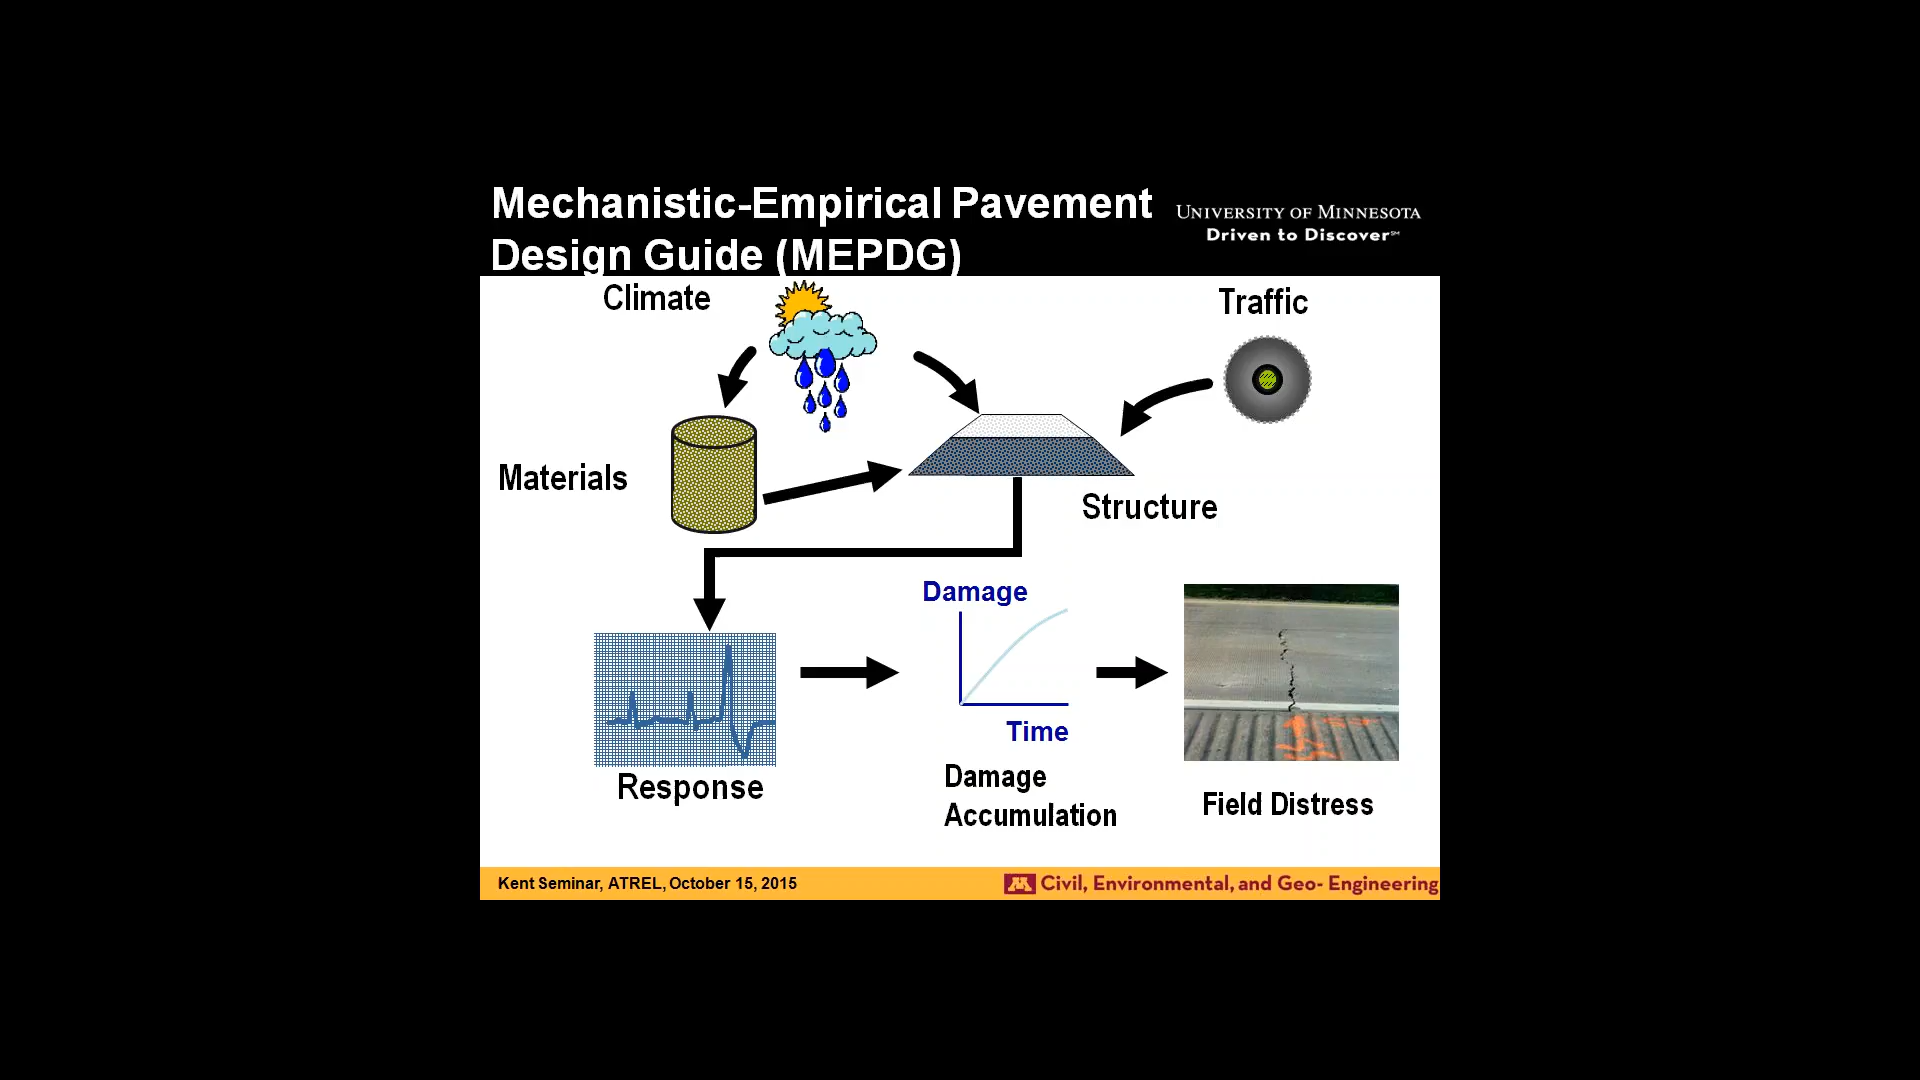 Mechanistic-Empirical Pavement
Design Guide (MEPDG)
UNIVERSITY OF MINNESOTA
Driven to Discover℠
Climate
Traffic
Materials
Structure
Damage
Time
Response
Damage
Accumulation
Field Distress
Kent Seminar, ATREL, October 15, 2015
M Civil, Environmental, and Geo- Engineering